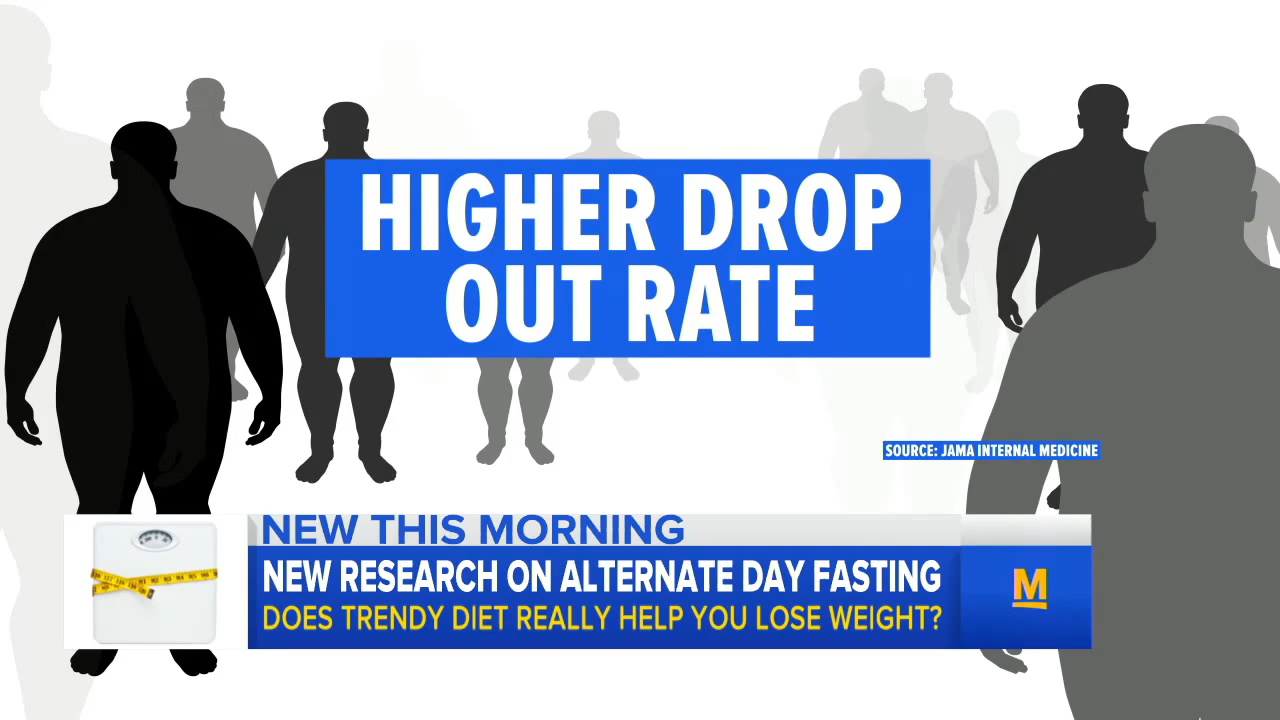 HIGHER DROP
OUT RATE
SOURCE: JAMA INTERNAL MEDICINE
NEW THIS MORNING
NEW RESEARCH ON ALTERNATE DAY FASTING
DOES TRENDY DIET REALLY HELP YOU LOSE WEIGHT?
M